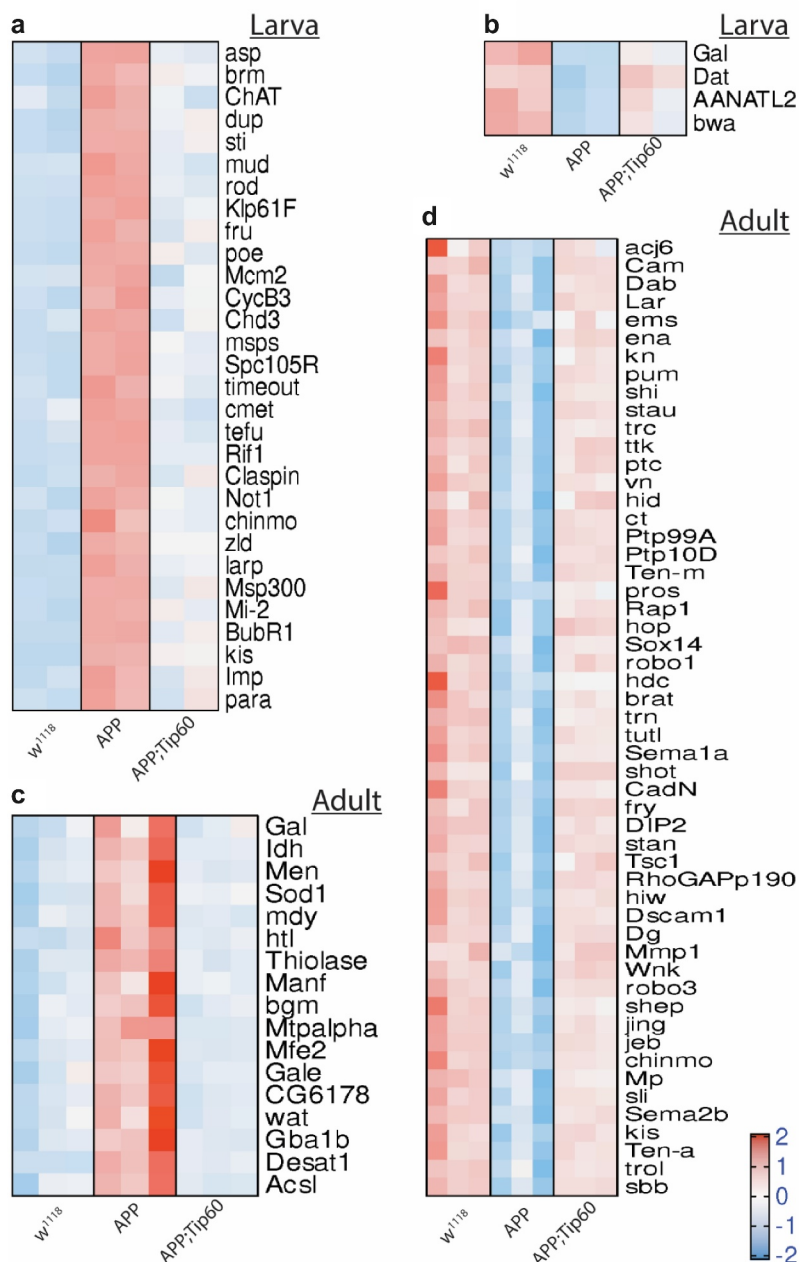 a
Larva
asp
brm
ChAT
dup
sti
mud
rod
Klp61F
fru
poe
Mcm2
CycB3
Chd3
msps
Spc105R
timeout
cmet
tefu
Rif1
Claspin
Not1
chinmo
zld
larp
Msp300
Mi-2
BubR1
kis
Imp
para
w1118
APP
APP;Tip60
b
Larva
Gal
Dat
AANATL2
bwa
w1118
APP
APP;Tip60
c
Adult
Gal
Idh
Men
Sod1
mdy
htl
Thiolase
Manf
bgm
Mtpalpha
Mfe2
Gale
CG6178
wat
Gba1b
Desat1
Acsl
w1118
APP
APP;Tip60
d
Adult
acj6
Cam
Dab
Lar
ems
ena
kn
pum
shi
stau
trc
ttk
ptc
vn
hid
ct
Ptp99A
Ptp10D
Ten-m
pros
Rap1
hop
Sox14
robo1
hdc
brat
trn
tutl
Sema1a
shot
CadN
fry
DIP2
stan
Tsc1
RhoGAPp190
hiw
Dscam1
Dg
Mmp1
Wnk
robo3
shep
jing
jeb
chinmo
Mp
sli
Sema2b
kis
Ten-a
trol
sbb
w1118
APP
APP;Tip60
2
1
0
-1
-2